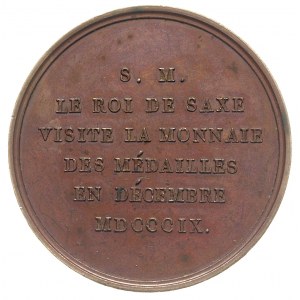 S. M.
LE ROI DE SAXE
VISITE LA MONNAIE
DES MÉDAILLES
EN DÉCEMBRE
MDCCCIX.